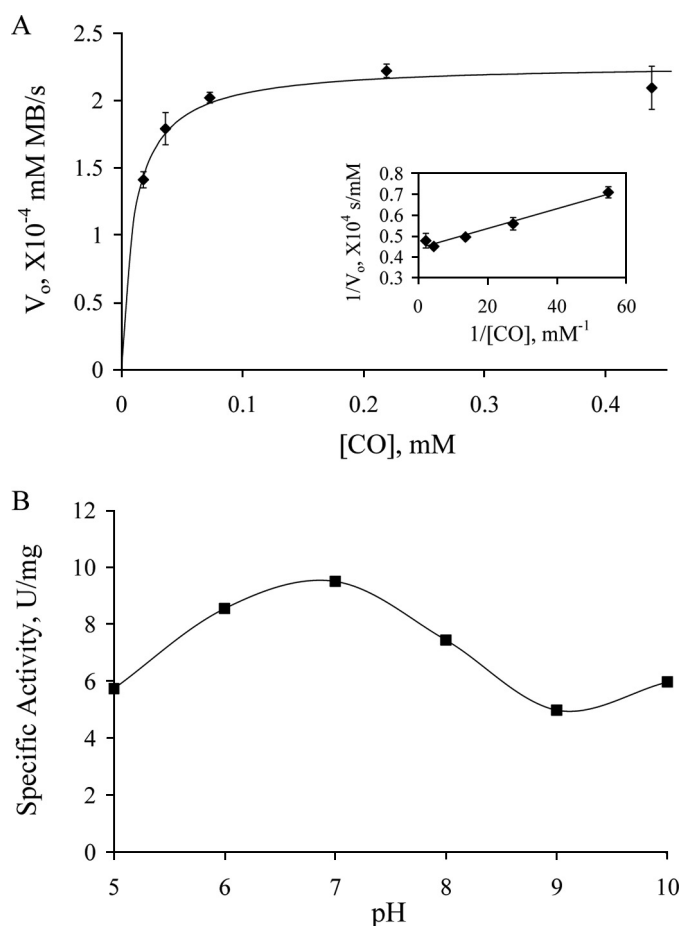 A
2.5
2
1.5
1
0.5
0
V₀, X10⁻⁴ mM MB/s
0 0.1 0.2 0.3 0.4
[CO], mM
0.8
0.7
0.6
0.5
0.4
0.3
1/V₀, X10⁴ s/mM
0 20 40 60
1/[CO], mM⁻¹
B
12
10
8
6
4
2
0
Specific Activity, U/mg
5 6 7 8 9 10
pH